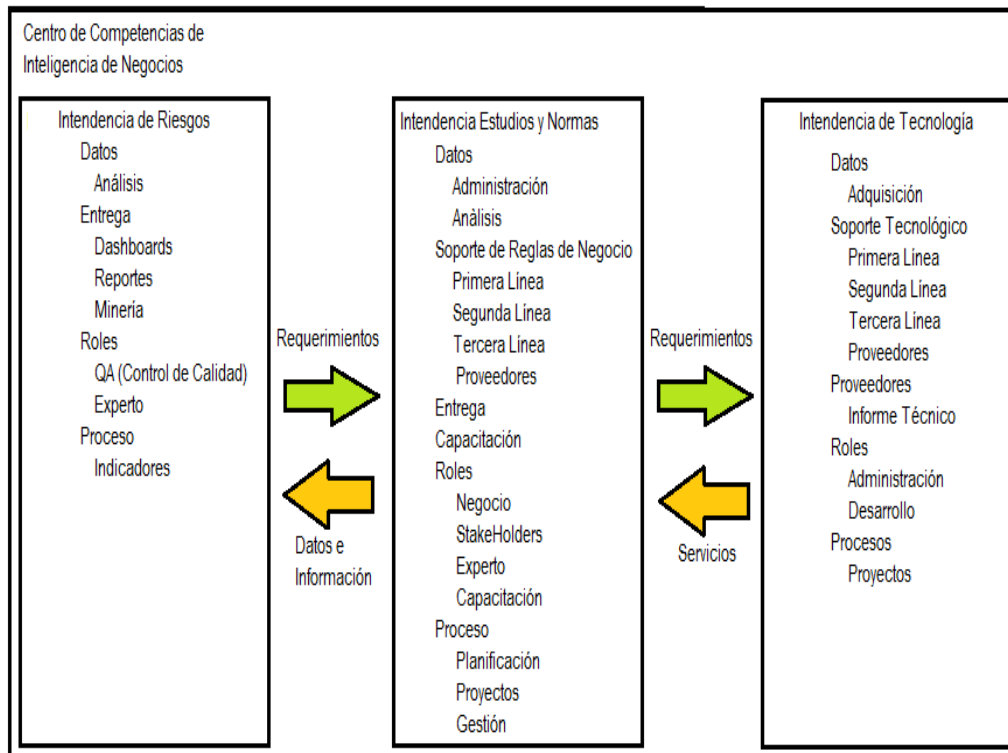 Centro de Competencias de
Inteligencia de Negocios
Intendencia de Riesgos
Datos
Análisis
Entrega
Dashboards
Reportes
Minería
Roles
QA (Control de Calidad)
Experto
Proceso
Indicadores
Requerimientos
Datos e
Información
Intendencia Estudios y Normas
Datos
Administración
Anàlisis
Soporte de Reglas de Negocio
Primera Línea
Segunda Línea
Tercera Línea
Proveedores
Entrega
Capacitación
Roles
Negocio
StakeHolders
Experto
Capacitación
Proceso
Planificación
Proyectos
Gestión
Requerimientos
Servicios
Intendencia de Tecnología
Datos
Adquisición
Soporte Tecnológico
Primera Línea
Segunda Línea
Tercera Línea
Proveedores
Proveedores
Informe Técnico
Roles
Administración
Desarrollo
Procesos
Proyectos